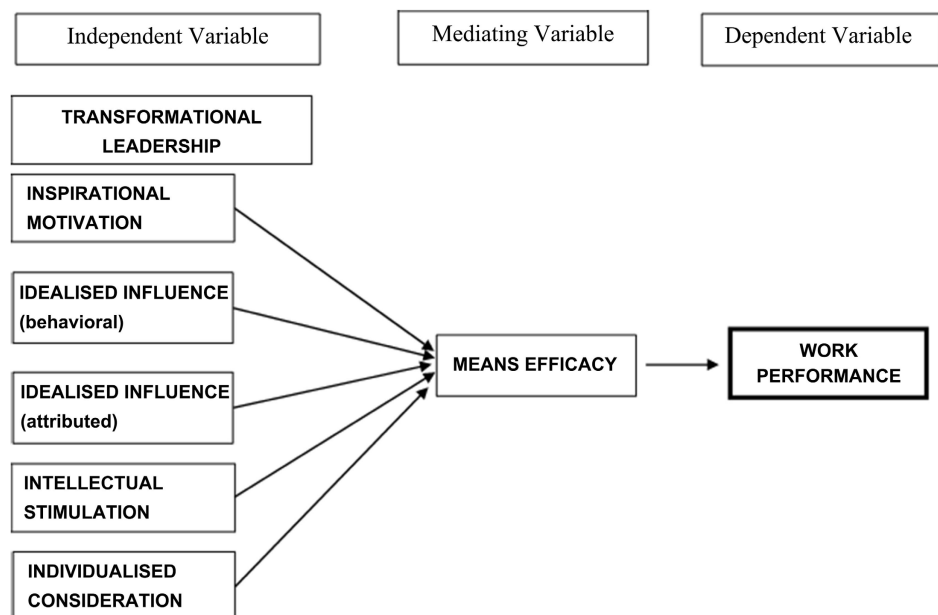 Independent Variable
Mediating Variable
Dependent Variable
TRANSFORMATIONAL
LEADERSHIP
INSPIRATIONAL
MOTIVATION
IDEALISED INFLUENCE
(behavioral)
IDEALISED INFLUENCE
(attributed)
INTELLECTUAL
STIMULATION
INDIVIDUALISED
CONSIDERATION
MEANS EFFICACY
WORK
PERFORMANCE